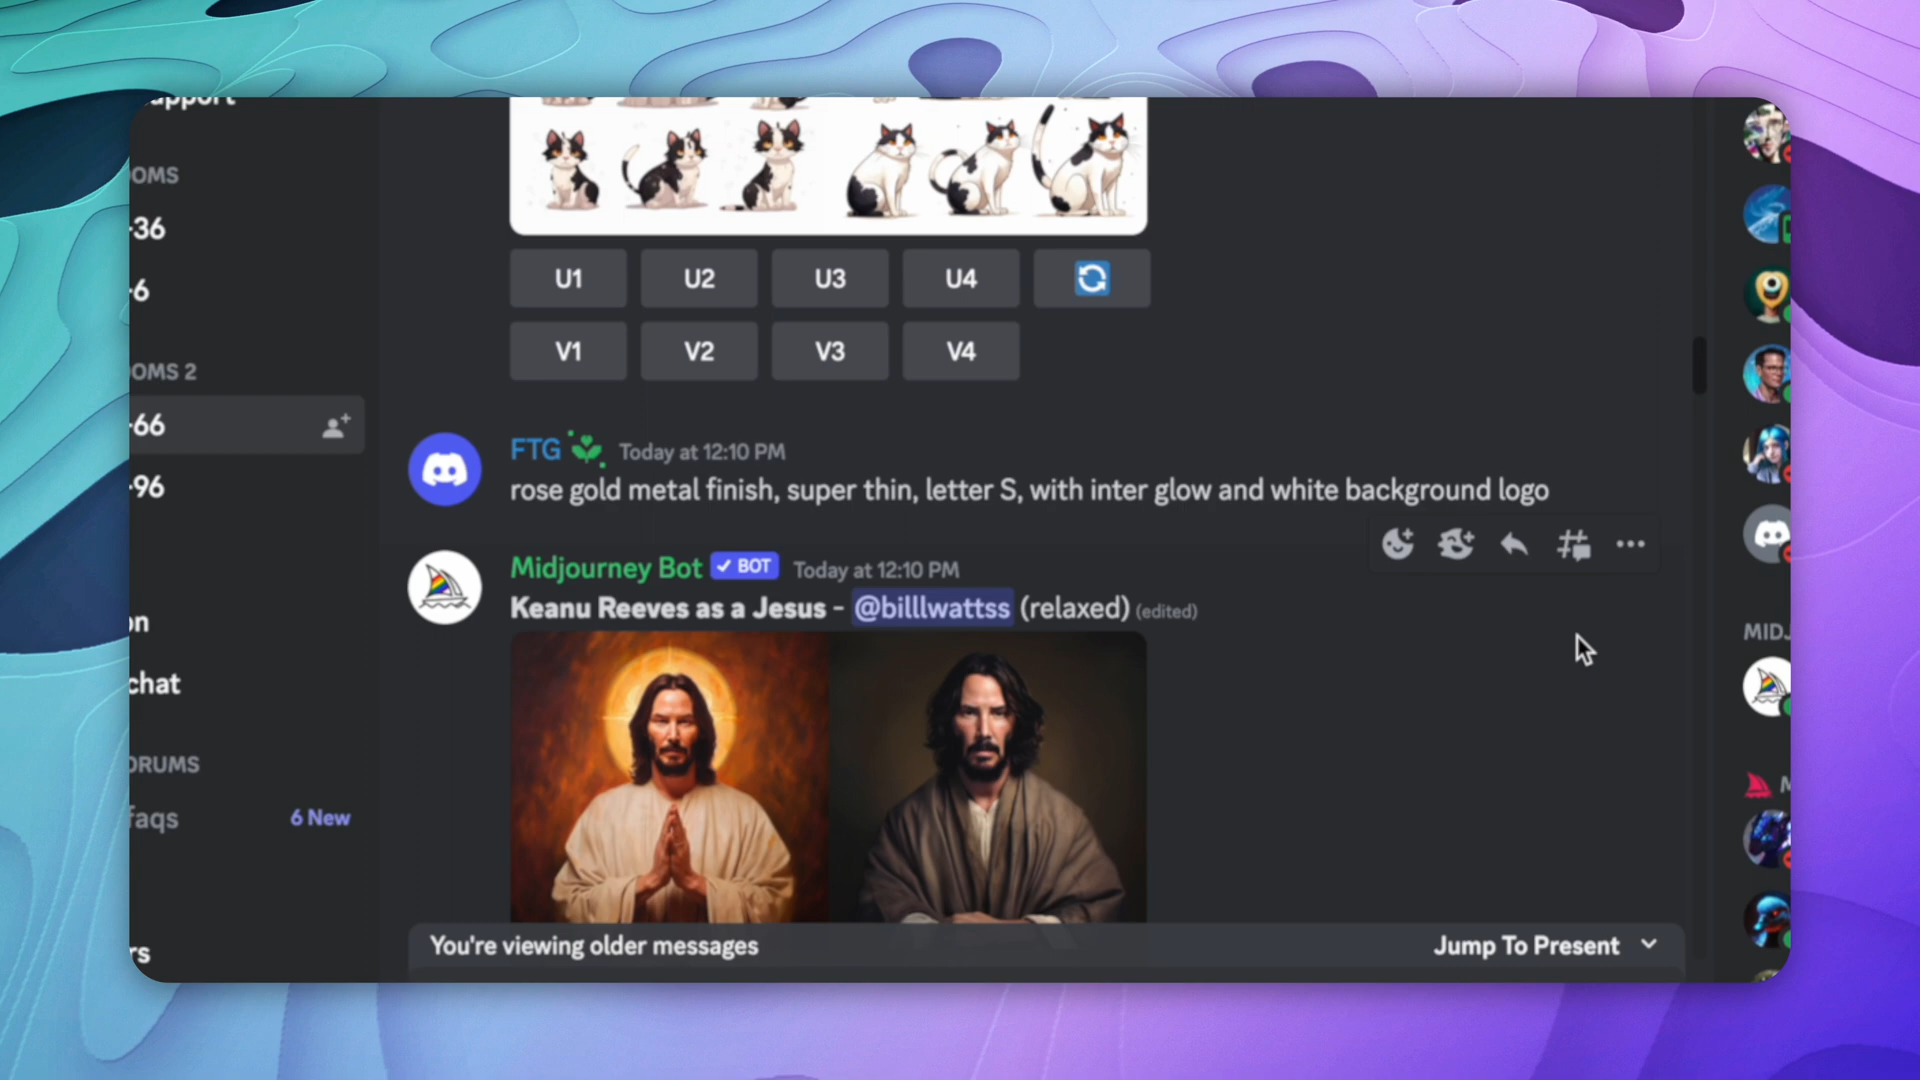 upport
OMS
-36
-6
OMS 2
-66
-96
on
chat
ORUMS
faqs
6 New
rs
U1 U2 U3 U4
V1 V2 V3 V4
FTG Today at 12:10 PM
rose gold metal finish, super thin, letter S, with inter glow and white background logo
Midjourney Bot ✓ BOT Today at 12:10 PM
Keanu Reeves as a Jesus - @billlwattss (relaxed) (edited)
You're viewing older messages
Jump To Present
MIDJ
M